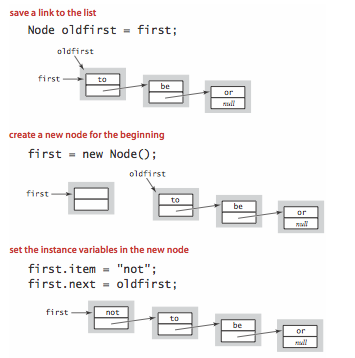 save a link to the list
Node oldfirst = first;
oldfirst
first
to
be
or
null
create a new node for the beginning
first = new Node();
oldfirst
first
to
be
or
null
set the instance variables in the new node
first.item = "not";
first.next = oldfirst;
first
not
to
be
or
null